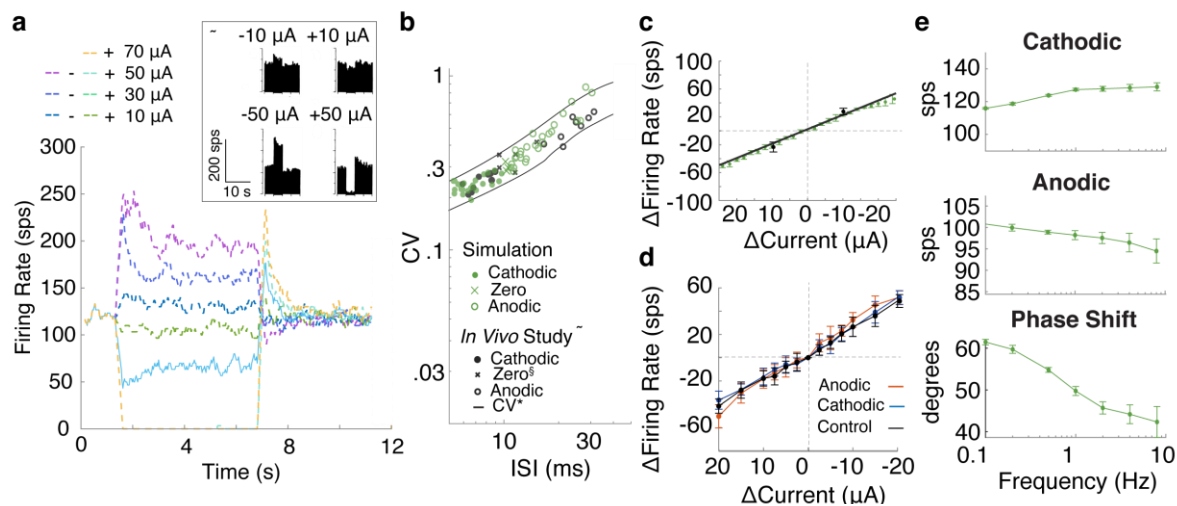 a
+ 70 µA
- + 50 µA
- + 30 µA
- + 10 µA
~ -10 µA +10 µA
-50 µA +50 µA
200 sps
10 s
Firing Rate (sps)
300
250
200
150
100
50
0
0 4 8 12
Time (s)
b
CV
1
0.3
0.1
.03
10 30
ISI (ms)
Simulation
Cathodic
Zero
Anodic
In Vivo Study ~
Cathodic
Zero§
Anodic
CV*
c
ΔFiring Rate (sps)
100
60
20
-20
-60
-100
20 10 0 -10 -20
ΔCurrent (µA)
d
ΔFiring Rate (sps)
60
20
-20
-60
20 10 0 -10 -20
ΔCurrent (µA)
Anodic
Cathodic
Control
e
Cathodic
sps
140
120
100
Anodic
sps
105
100
95
90
85
Phase Shift
degrees
60
50
40
0.1 1 10
Frequency (Hz)